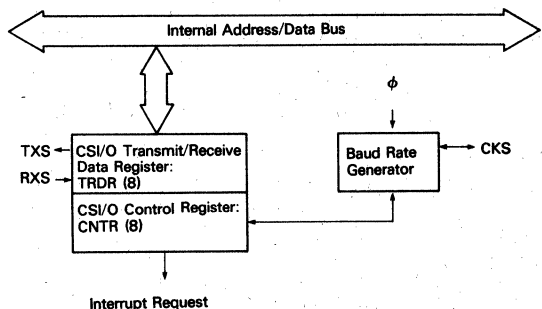 Internal Address/Data Bus
φ
TXS
RXS
CSI/O Transmit/Receive
Data Register:
TRDR (8)
CSI/O Control Register:
CNTR (8)
Baud Rate
Generator
CKS
Interrupt Request